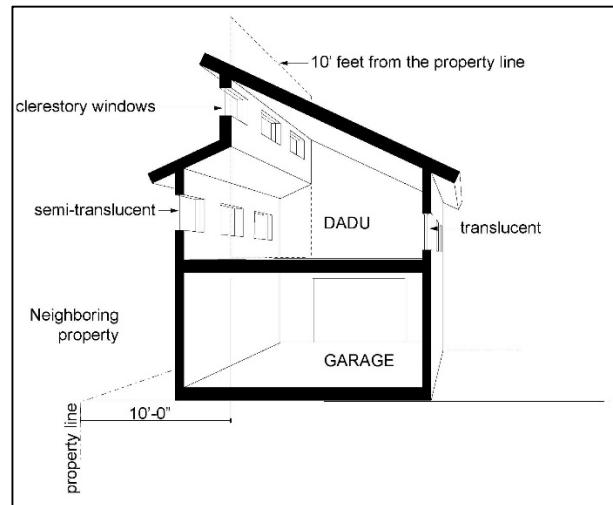 10' feet from the property line
clerestory windows
semi-translucent
DADU
translucent
Neighboring
property
GARAGE
10'-0"
property line